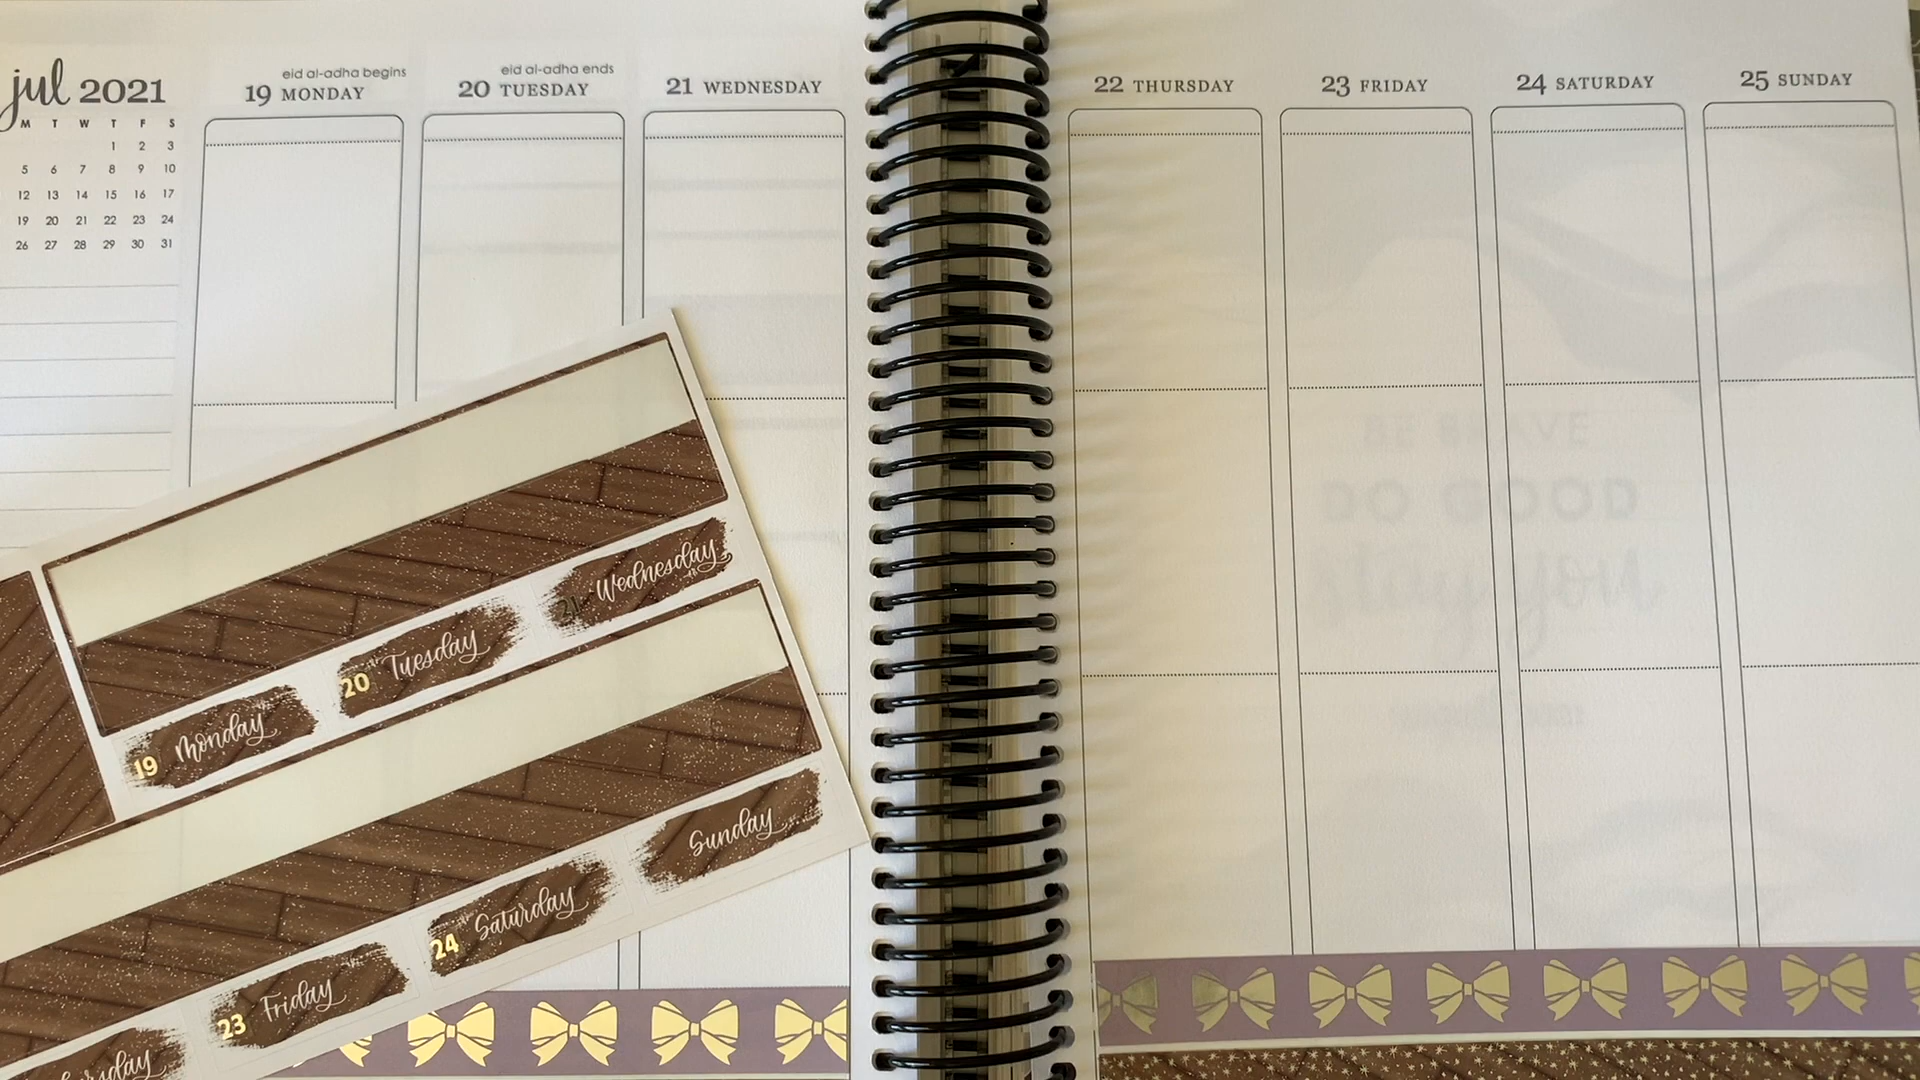 jul 2021
M T W T F S
1 2 3
5 6 7 8 9 10
12 13 14 15 16 17
19 20 21 22 23 24
26 27 28 29 30 31
eid al-adha begins
19 MONDAY
eid al-adha ends
20 TUESDAY
21 WEDNESDAY
22 THURSDAY
23 FRIDAY
24 SATURDAY
25 SUNDAY
BE BRAVE
DO GOOD
stay you
19 Monday
20 Tuesday
21 Wednesday
23 Friday
24 Saturday
Sunday